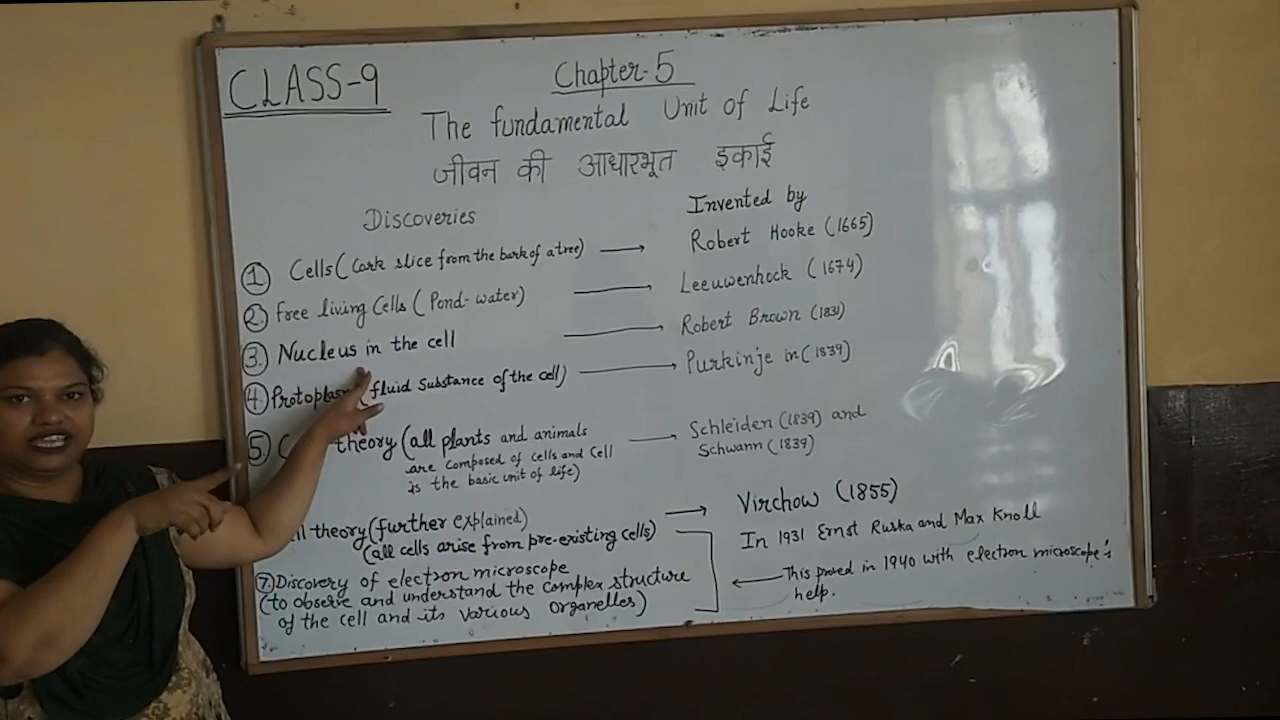 CLASS-9
Chapter-5
The fundamental Unit of Life
जीवन की आधारभूत इकाई
Discoveries
Invented by
① Cells (Cork slice from the bark of a tree) → Robert Hooke (1665)
②. Free living Cells (Pond-water) → Leeuwenhock (1674)
③. Nucleus in the cell → Robert Brown (1831)
④. (fluid Substance of the cell) → Purkinje in (1839)
⑤ theory (all plants and animals
are composed of cells and cell
is the basic unit of life) → Schleiden (1839) and
Schwann (1839)
theory (further explained)
(all cells arise from pre-existing cells) → Virchow (1855)
⑦. Discovery of electron microscope
(to observe and understand the complex structure
of the cell and its various organelles)
In 1931 Ernst Ruska and Max Knoll
← This proved in 1940 with electron microscope's
help.